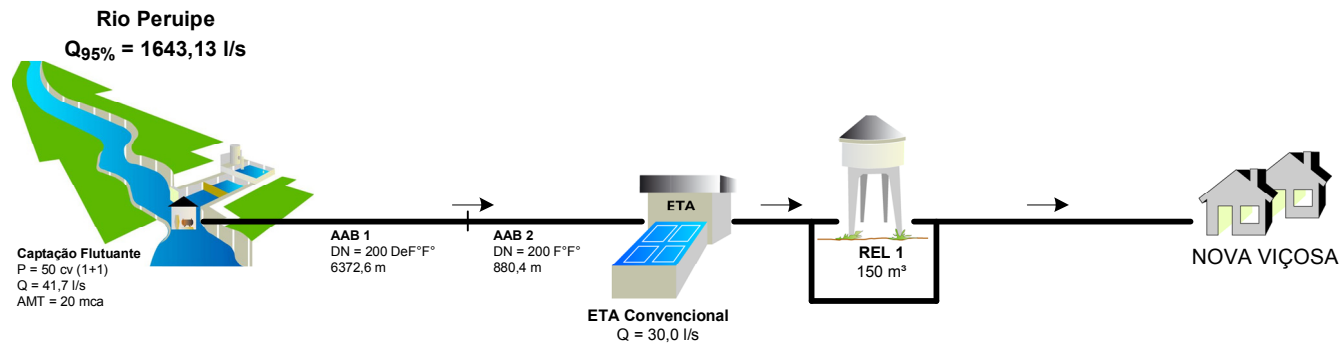 Rio Peruipe
Q95% = 1643,13 l/s
Captação Flutuante
P = 50 cv (1+1)
Q = 41,7 l/s
AMT = 20 mca
AAB 1
DN = 200 DeF°F°
6372,6 m
AAB 2
DN = 200 F°F°
880,4 m
ETA
ETA Convencional
Q = 30,0 l/s
REL 1
150 m³
NOVA VIÇOSA